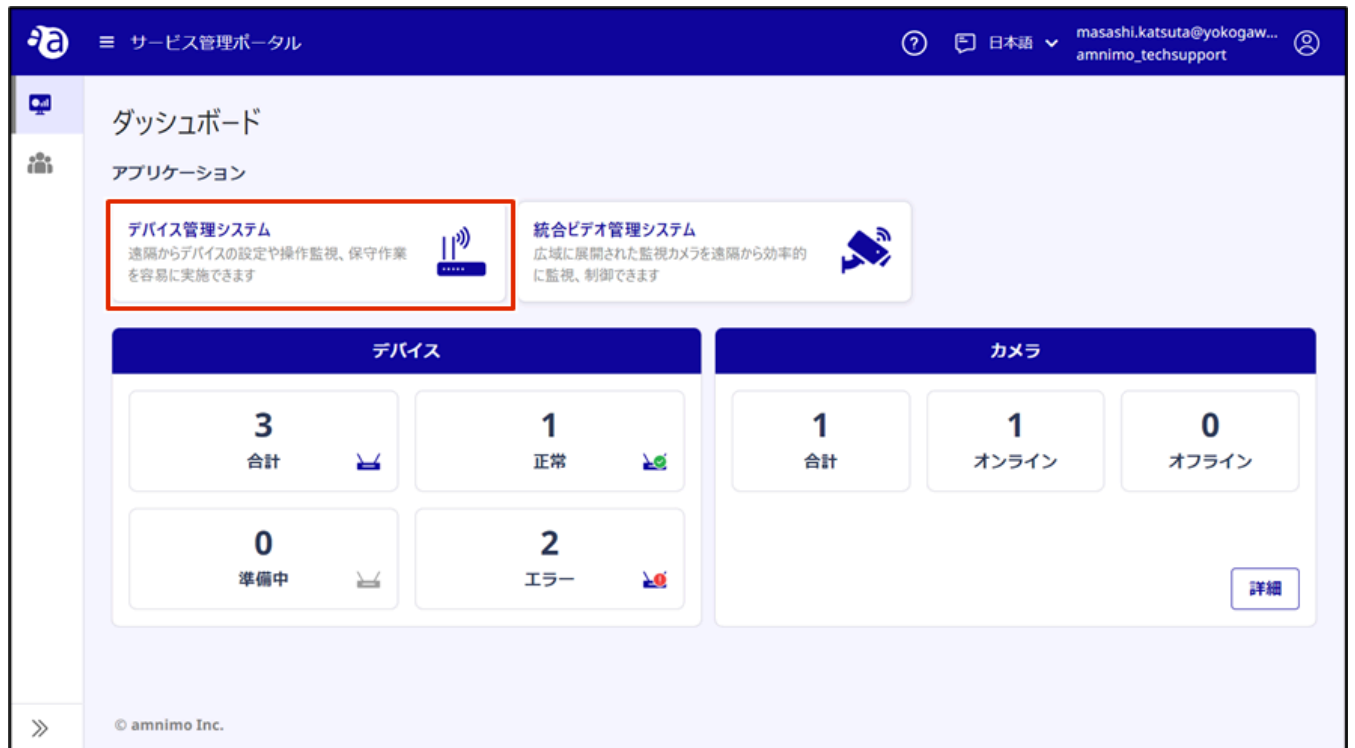 サービス管理ポータル
日本語
masashi.katsuta@yokogaw...
amnimo_techsupport
ダッシュボード
アプリケーション
デバイス管理システム
遠隔からデバイスの設定や操作監視、保守作業
を容易に実施できます
統合ビデオ管理システム
広域に展開された監視カメラを遠隔から効率的
に監視、制御できます
デバイス
3
合計
1
正常
0
準備中
2
エラー
カメラ
1
合計
1
オンライン
0
オフライン
詳細
© amnimo Inc.